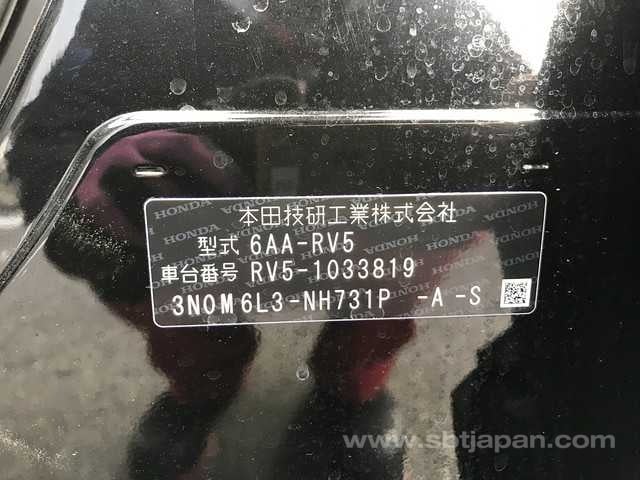 本田技研工業株式会社
型式 6AA-RV5
車台番号 RV5-1033819
3N0M6L3-NH731P -A -S
www.sbtjapan.com